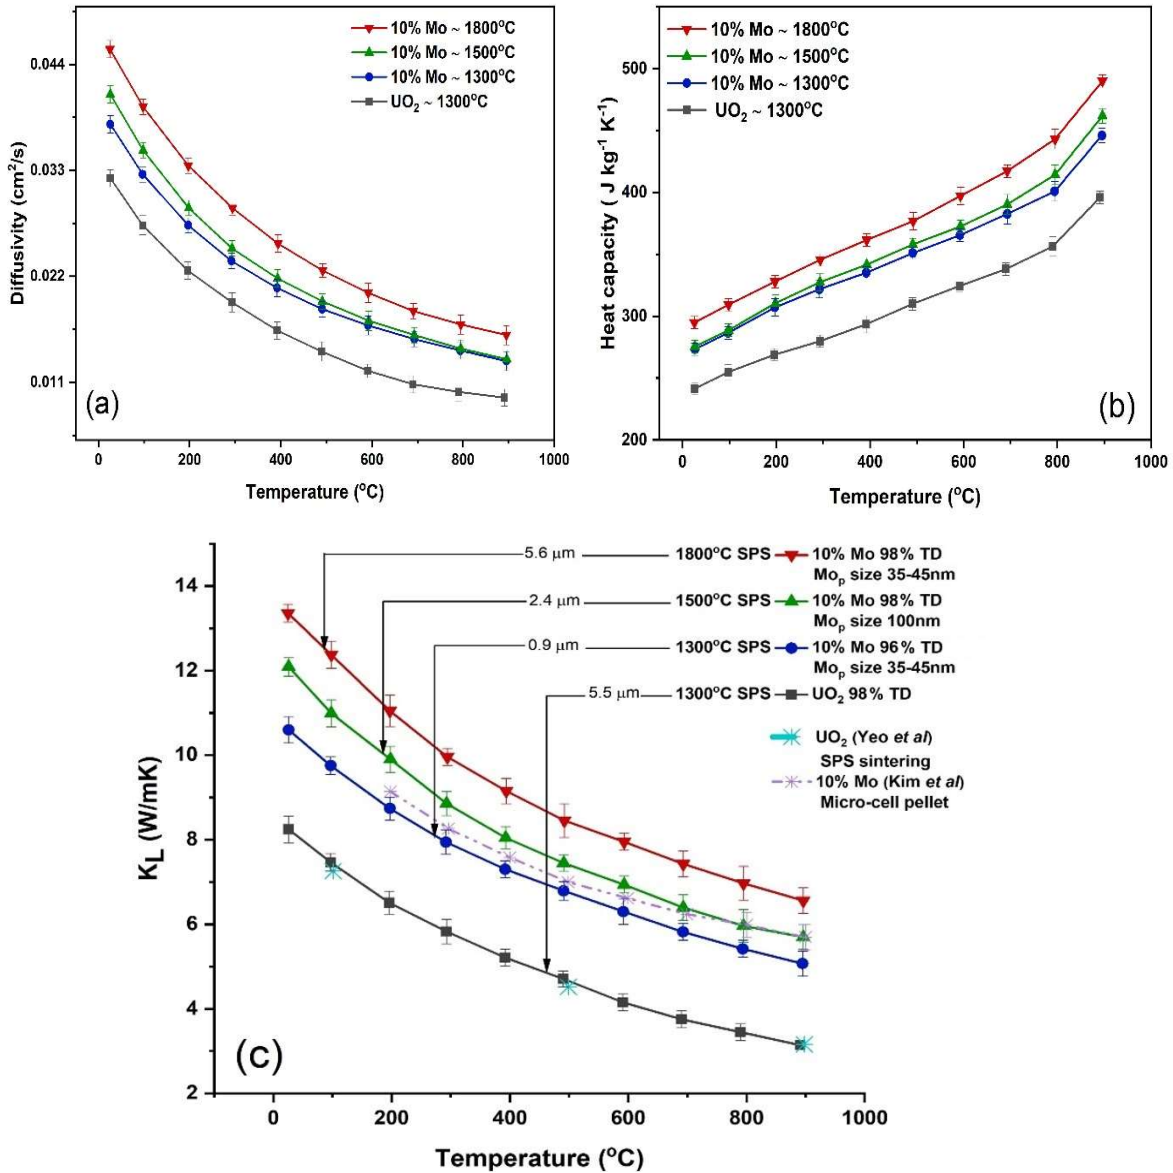 10% Mo ~ 1800°C
10% Mo ~ 1500°C
10% Mo ~ 1300°C
UO₂ ~ 1300°C
0.044
0.033
0.022
0.011
Diffusivity (cm²/s)
(a)
0
200
400
600
800
1000
Temperature (°C)
10% Mo ~ 1800°C
10% Mo ~ 1500°C
10% Mo ~ 1300°C
UO₂ ~ 1300°C
500
400
300
200
Heat capacity ( J kg⁻¹ K⁻¹)
(b)
0
200
400
600
800
1000
Temperature (°C)
5.6 µm 1800°C SPS 10% Mo 98% TD
Moₚ size 35-45nm
2.4 µm 1500°C SPS 10% Mo 98% TD
Moₚ size 100nm
0.9 µm 1300°C SPS 10% Mo 96% TD
Moₚ size 35-45nm
5.5 µm 1300°C SPS UO₂ 98% TD
UO₂ (Yeo et al)
SPS sintering
10% Mo (Kim et al)
Micro-cell pellet
14
12
10
8
6
4
2
K_L (W/mK)
(c)
0
200
400
600
800
1000
Temperature (°C)